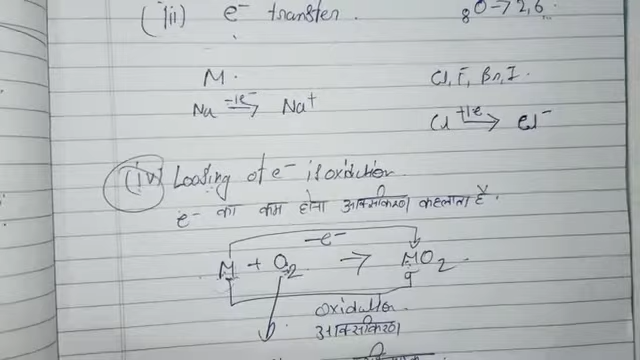 (iii) e⁻ transfer. ₈O→2,6
M. Cl, F, Br, I.
Na –1e⁻→ Na⁺ Cl +1e→ Cl⁻
(iv) Loosing of e⁻ is oxidation.
e⁻ का कम होना आक्सीकरण कहलाता है.
–e⁻
M + O₂ → MO₂
oxidation
आक्सीकरण